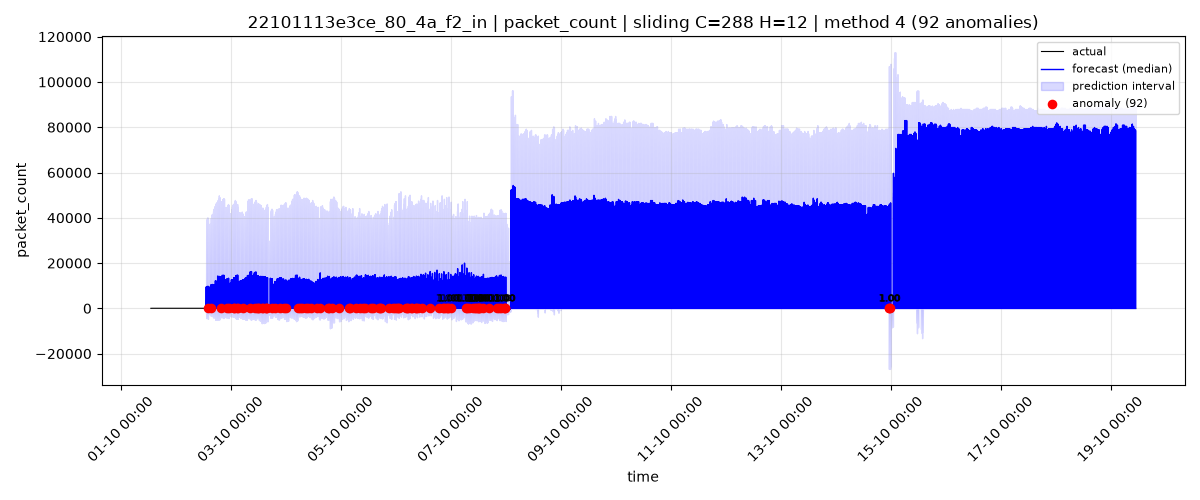 22101113e3ce_80_4a_f2_in | packet_count | sliding C=288 H=12 | method 4 (92 anomalies)
actual
forecast (median)
prediction interval
anomaly (92)
packet_count
120000
100000
80000
60000
40000
20000
0
−20000
1.00
01-10 00:00
03-10 00:00
05-10 00:00
07-10 00:00
09-10 00:00
11-10 00:00
13-10 00:00
15-10 00:00
17-10 00:00
19-10 00:00
time